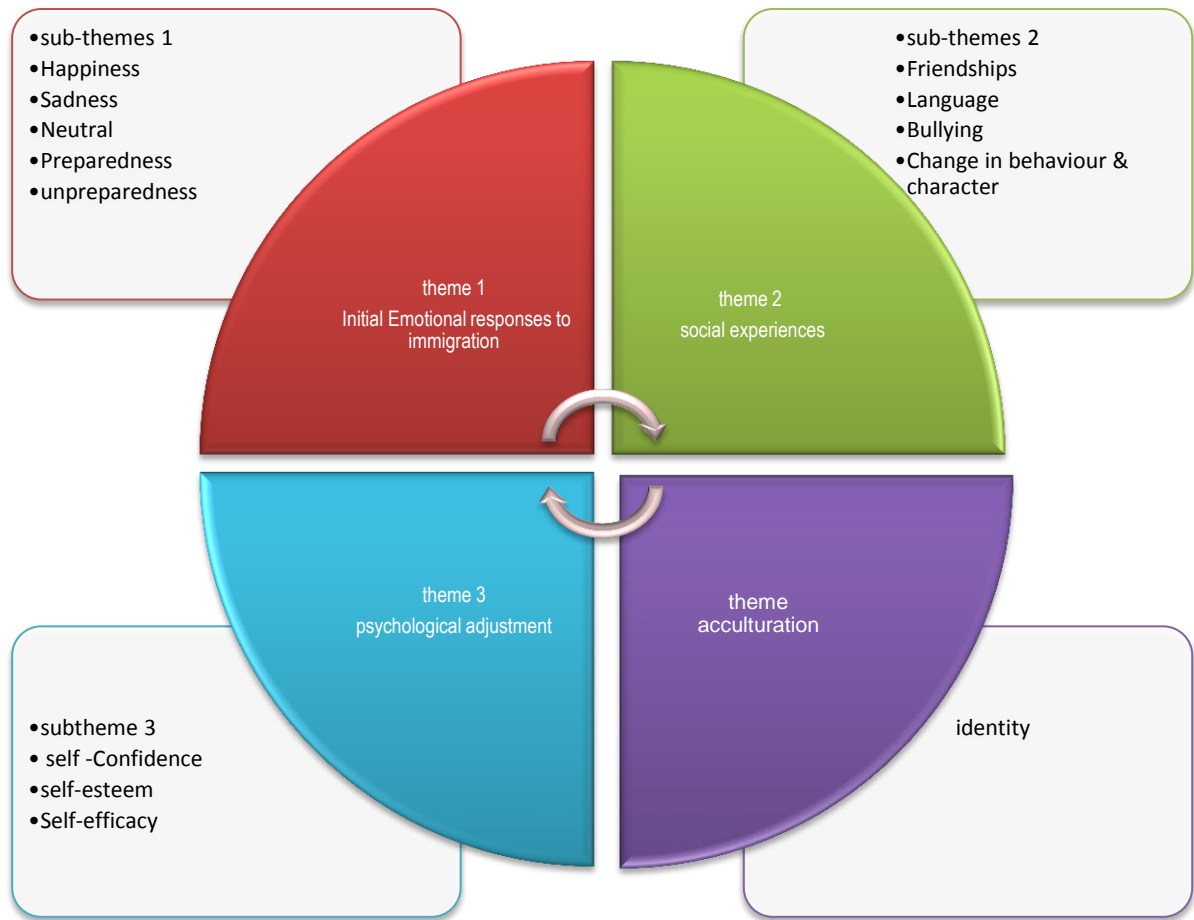 •sub-themes 1
•Happiness
•Sadness
•Neutral
•Preparedness
•unpreparedness
•sub-themes 2
•Friendships
•Language
•Bullying
•Change in behaviour &
character
theme 1
Initial Emotional responses to
immigration
theme 2
social experiences
theme 3
psychological adjustment
theme
acculturation
•subtheme 3
• self -Confidence
•self-esteem
•Self-efficacy
identity